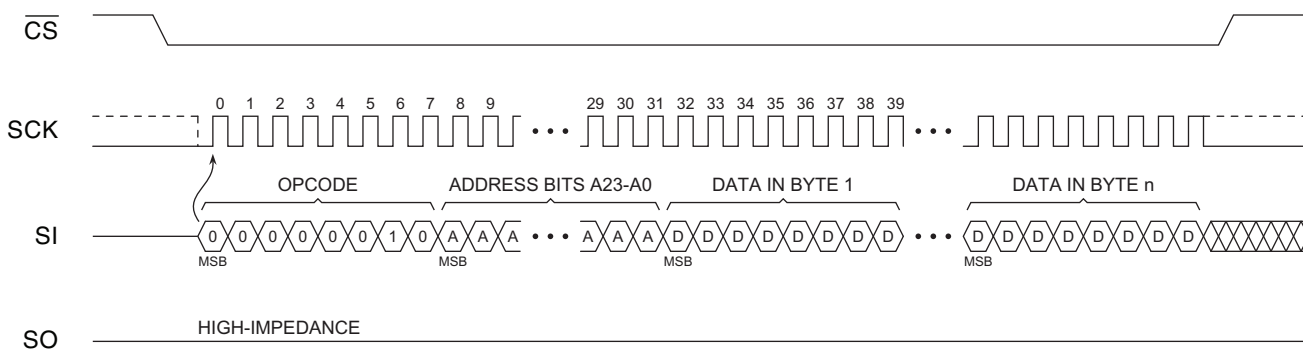 CS
0 1 2 3 4 5 6 7 8 9 29 30 31 32 33 34 35 36 37 38 39
SCK • • • • • •
OPCODE ADDRESS BITS A23-A0 DATA IN BYTE 1 DATA IN BYTE n
SI 0 0 0 0 0 0 1 0 A A A • • • A A A D D D D D D D D • • • D D D D D D D D
MSB MSB MSB MSB
HIGH-IMPEDANCE
SO